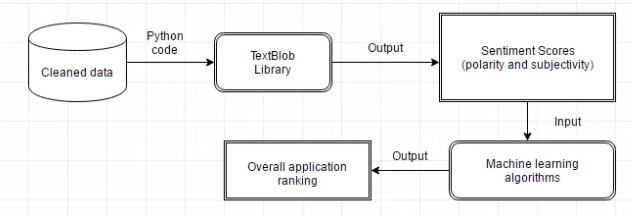 Python
code
Cleaned data
TextBlob
Library
Output
Sentiment Scores
(polarity and subjectivity)
Input
Machine learning
algorithms
Output
Overall application
ranking